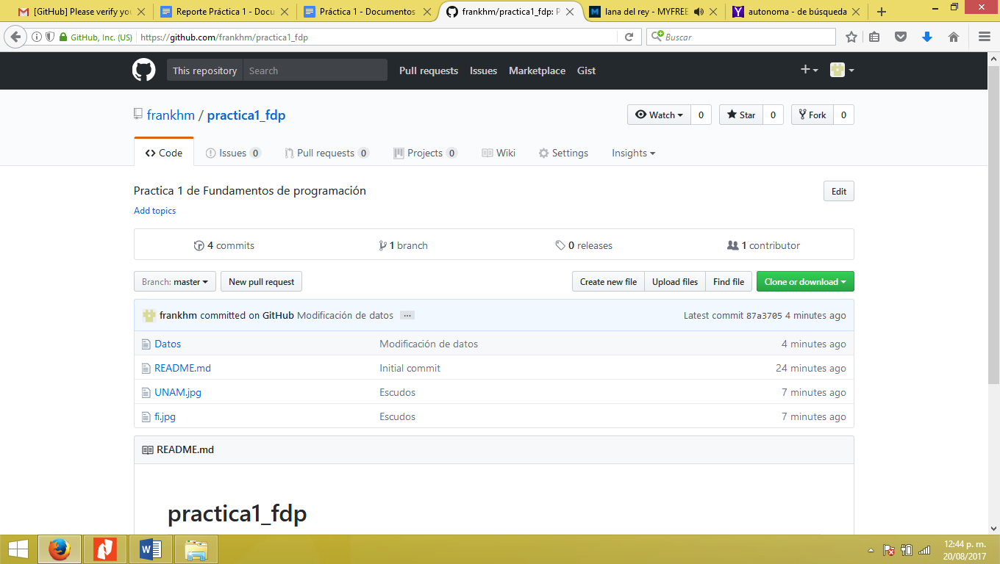 [GitHub] Please verify you
Reporte Práctica 1 - Docu
Práctica 1 - Documentos
frankhm/practica1_fdp: P
lana del rey - MYFREE
autonoma - de búsqueda
GitHub, Inc. (US)
https://github.com/frankhm/practica1_fdp
Buscar
This repository
Search
Pull requests
Issues
Marketplace
Gist
frankhm / practica1_fdp
Watch 0
Star 0
Fork 0
Code
Issues 0
Pull requests 0
Projects 0
Wiki
Settings
Insights
Practica 1 de Fundamentos de programación
Edit
Add topics
4 commits
1 branch
0 releases
1 contributor
Branch: master
New pull request
Create new file
Upload files
Find file
Clone or download
frankhm committed on GitHub Modificación de datos ...
Latest commit 87a3705 4 minutes ago
Datos
Modificación de datos
4 minutes ago
README.md
Initial commit
24 minutes ago
UNAM.jpg
Escudos
7 minutes ago
fi.jpg
Escudos
7 minutes ago
README.md
practica1_fdp
12:44 p. m.
20/08/2017